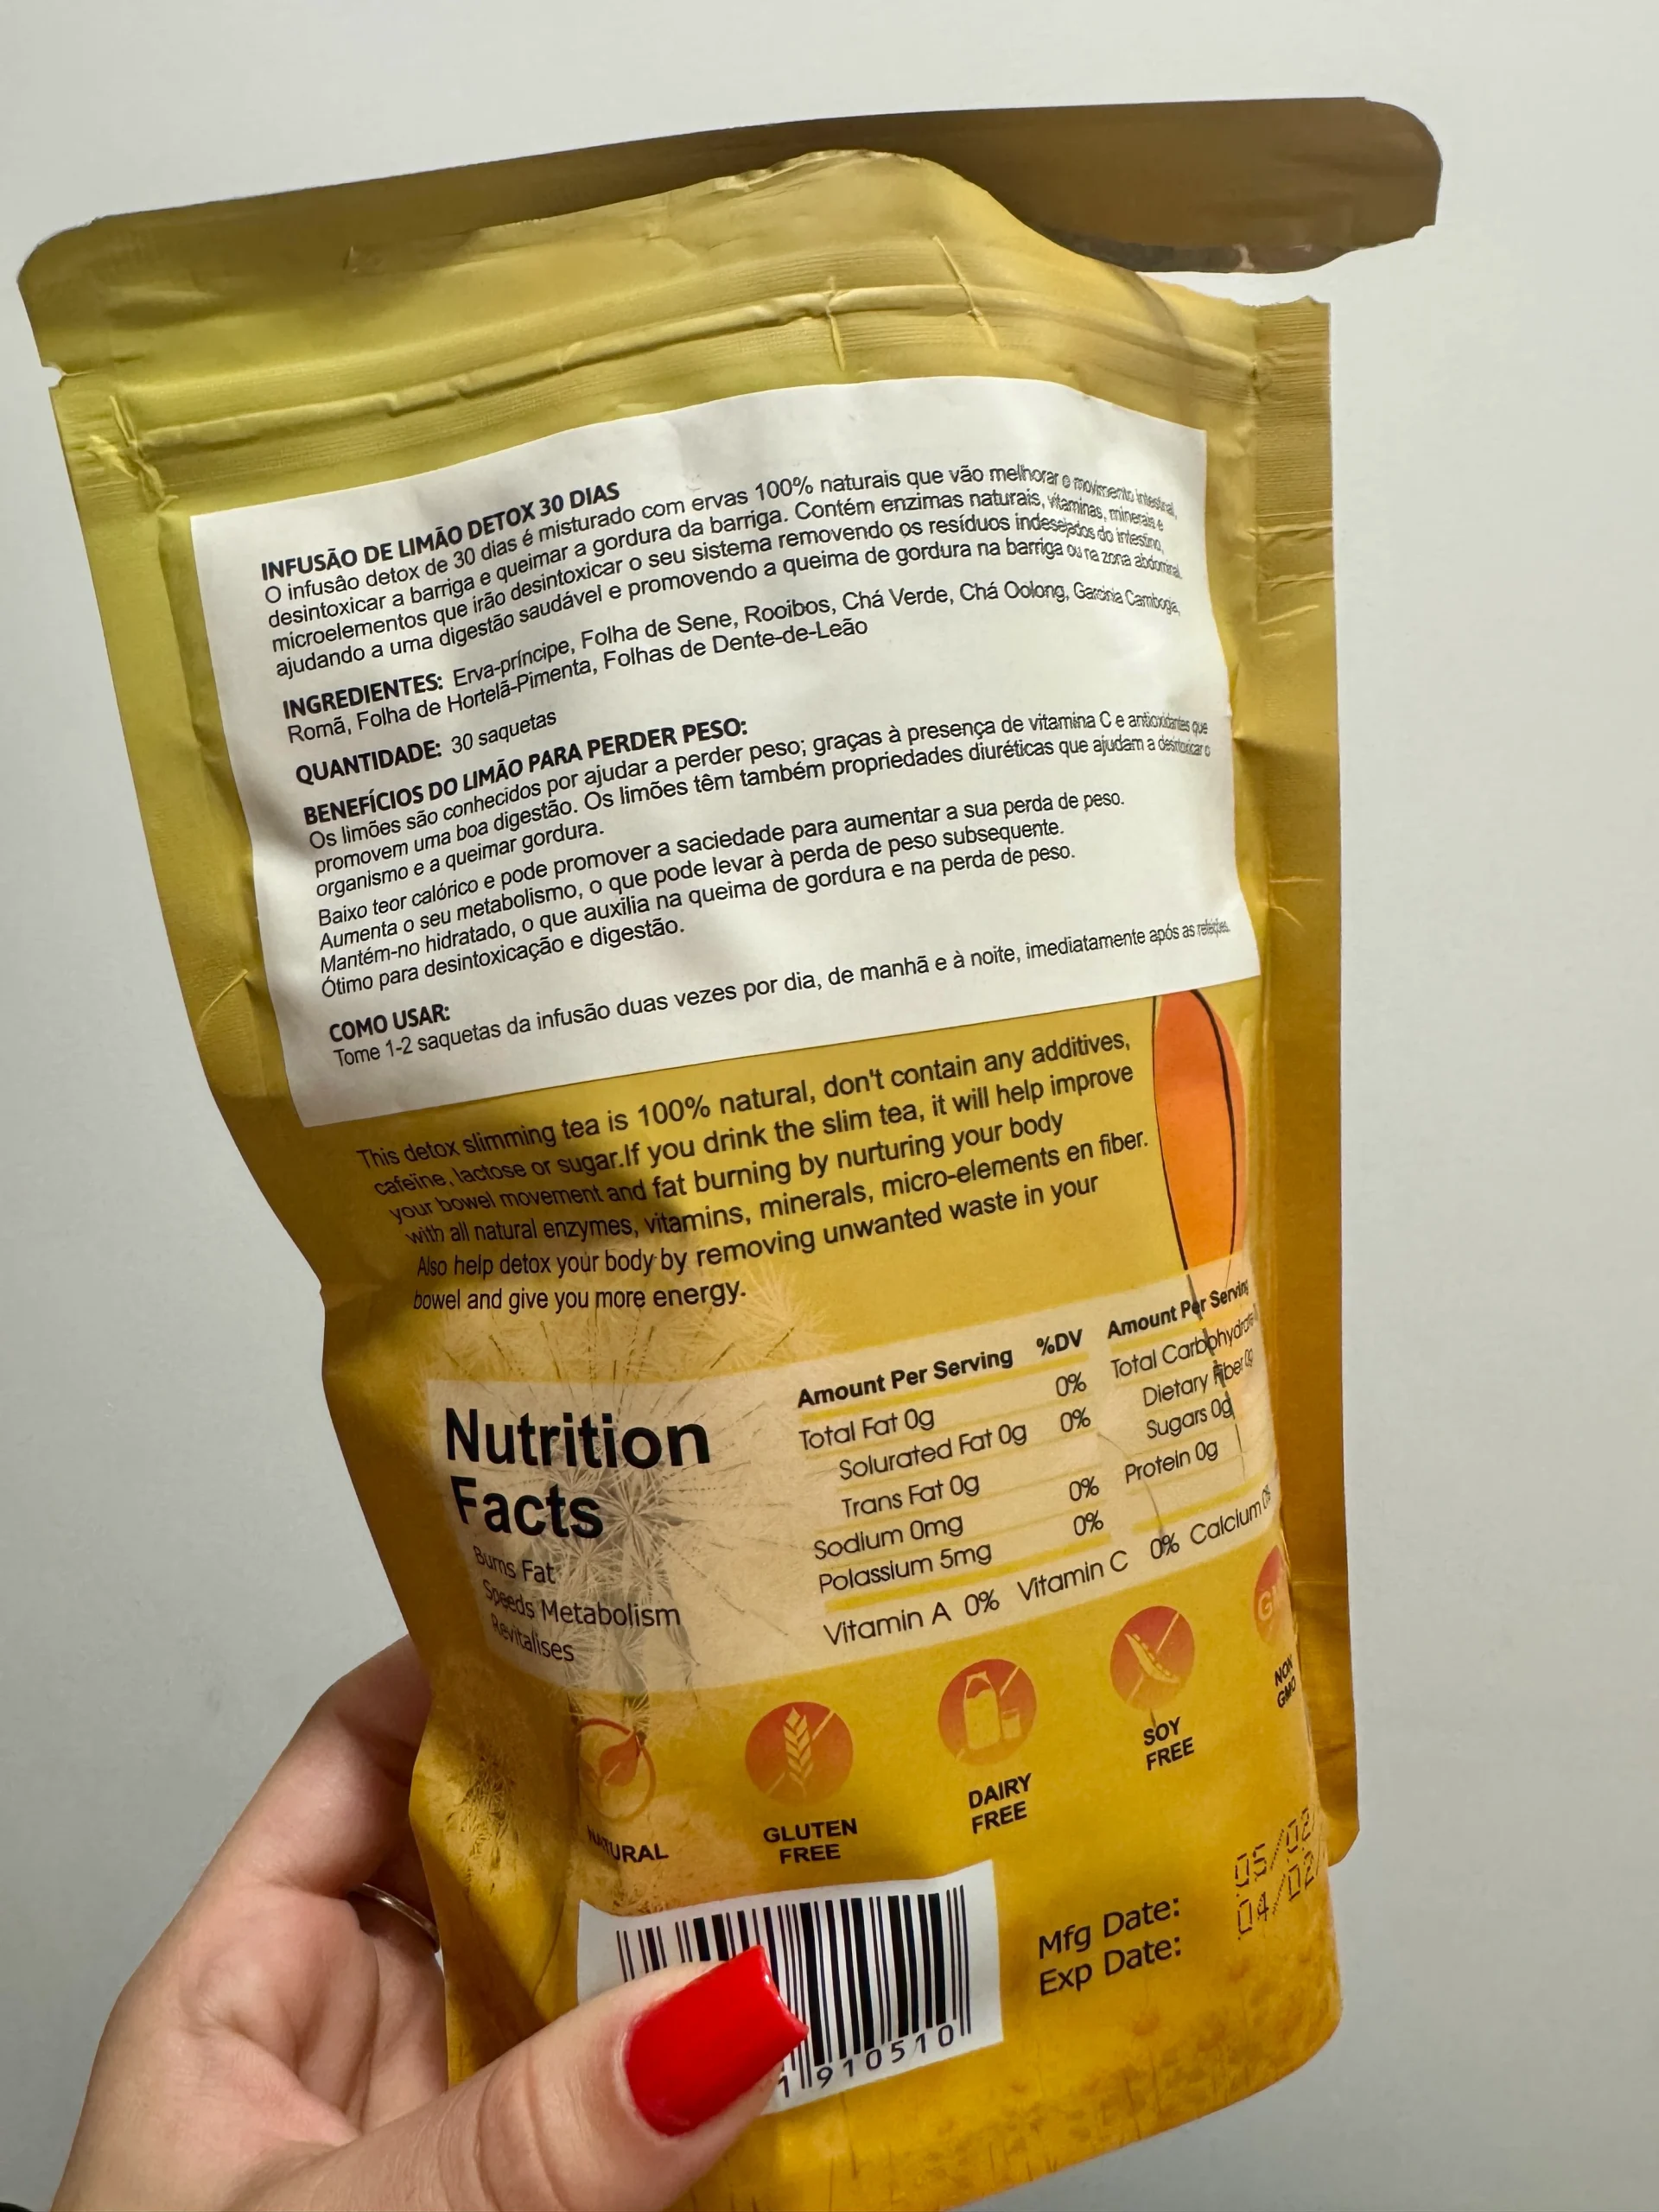 INFUSÃO DE LIMÃO DETOX 30 DIAS
O infusâo detox de 30 dias é misturado com ervas 100% naturais que vão melhorar o movimento intestinal,
desintoxicar a barriga e queimar a gordura da barriga. Contém enzimas naturais, vitaminas, minerais e
microelementos que irão desintoxicar o seu sistema removendo os resíduos indesejados do intestino,
ajudando a uma digestão saudável e promovendo a queima de gordura na barriga ou na zona abdominal.
INGREDIENTES: Erva-príncipe, Folha de Sene, Rooibos, Chá Verde, Chá Oolong, Garcinia Cambogia,
Romã, Folha de Hortelã-Pimenta, Folhas de Dente-de-Leão
QUANTIDADE: 30 saquetas
BENEFÍCIOS DO LIMÃO PARA PERDER PESO:
Os limões são conhecidos por ajudar a perder peso; graças à presença de vitamina C e antioxidantes que
promovem uma boa digestão. Os limões têm também propriedades diuréticas que ajudam a desintoxicar o
organismo e a queimar gordura.
Baixo teor calórico e pode promover a saciedade para aumentar a sua perda de peso.
Aumenta o seu metabolismo, o que pode levar à perda de peso subsequente.
Mantém-no hidratado, o que auxilia na queima de gordura e na perda de peso.
Ótimo para desintoxicação e digestão.
COMO USAR:
Tome 1-2 saquetas da infusão duas vezes por dia, de manhã e à noite, imediatamente após as refeições.
This detox slimming tea is 100% natural, don't contain any additives,
cafeïne, lactose or sugar.If you drink the slim tea, it will help improve
your bowel movement and fat burning by nurturing your body
with all natural enzymes, vitamins, minerals, micro-elements en fiber.
Also help detox your body by removing unwanted waste in your
bowel and give you more energy.
Nutrition
Facts
Burns Fat
Speeds Metabolism
Revitalises
Amount Per Serving %DV
Total Fat 0g 0%
Solurated Fat 0g 0%
Trans Fat 0g
Sodium 0mg 0%
Polassium 5mg 0%
Amount Per Serving
Total Carbohydrate
Dietary Fiber 0g
Sugars 0g
Protein 0g
Vitamin A 0% Vitamin C 0% Calclum
NATURAL
GLUTEN
FREE
DAIRY
FREE
SOY
FREE
NON
GMO
Mfg Date: 05/02/
Exp Date: 04/02/
1 910510